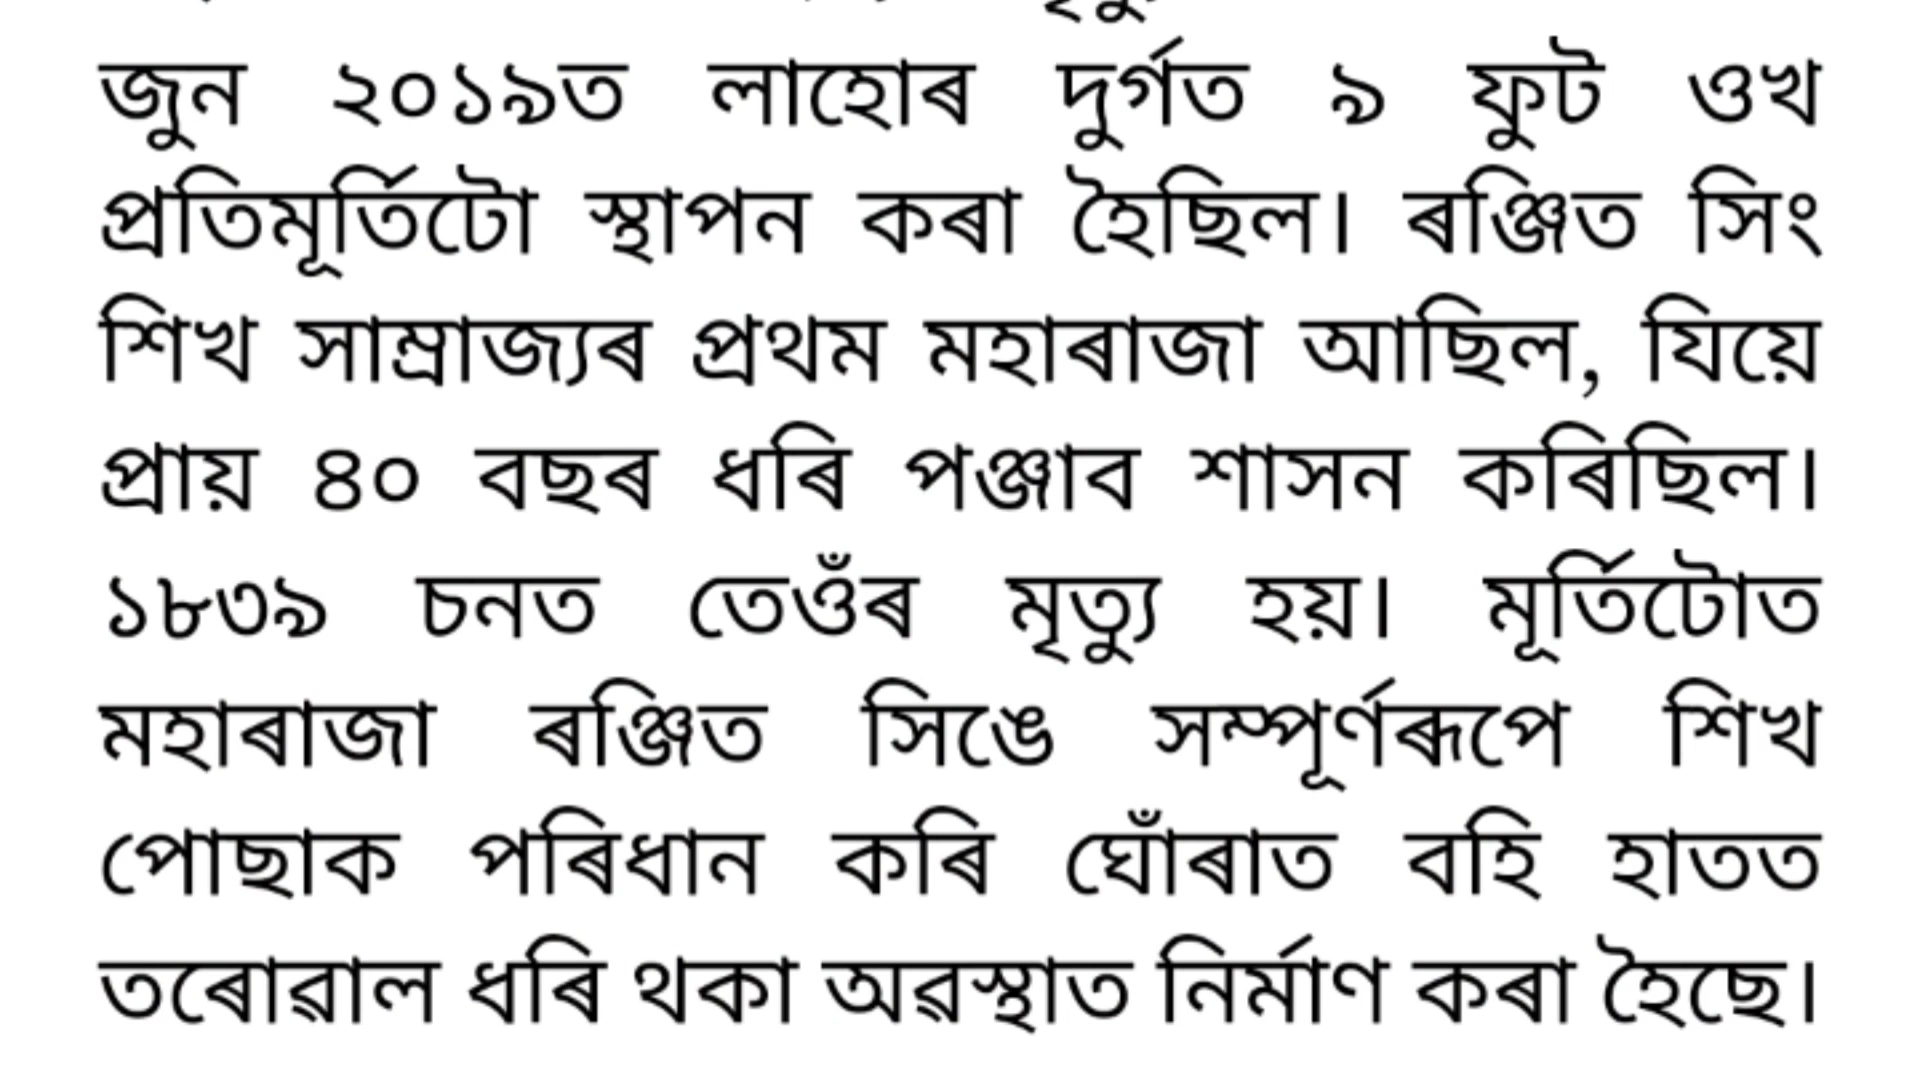 জুন ২০১৯ত লাহোৰ দুৰ্গত ৯ ফুট ওখ
প্ৰতিমূৰ্তিটো স্থাপন কৰা হৈছিল। ৰঞ্জিত সিং
শিখ সাম্ৰাজ্যৰ প্ৰথম মহাৰাজা আছিল, যিয়ে
প্ৰায় ৪০ বছৰ ধৰি পঞ্জাব শাসন কৰিছিল।
১৮৩৯ চনত তেওঁৰ মৃত্যু হয়। মূৰ্তিটোত
মহাৰাজা ৰঞ্জিত সিঙে সম্পূৰ্ণৰূপে শিখ
পোছাক পৰিধান কৰি ঘোঁৰাত বহি হাতত
তৰোৱাল ধৰি থকা অৱস্থাত নিৰ্মাণ কৰা হৈছে।